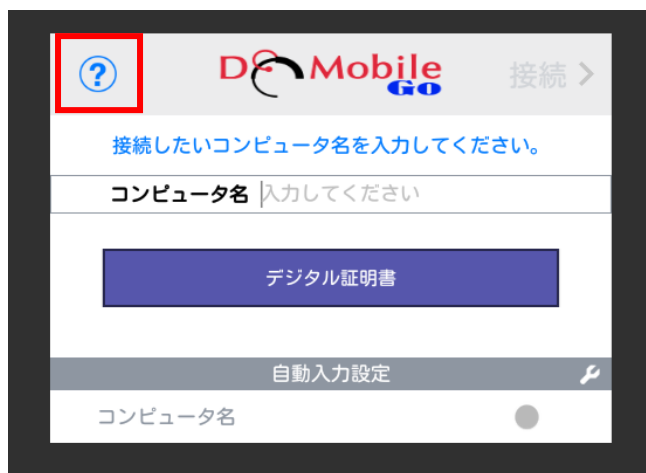 ?
D Mobile
GO
接続
接続したいコンピュータ名を入力してください。
コンピュータ名 入力してください
デジタル証明書
自動入力設定
コンピュータ名